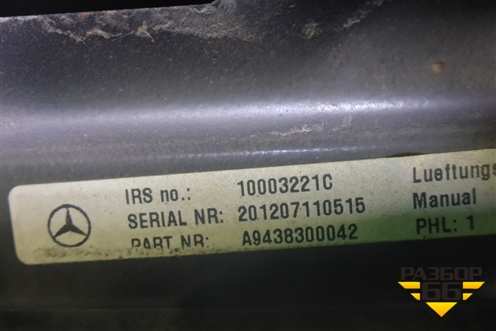 IRS no.: 10003221C Lueftungs
SERIAL NR: 201207110515 Manual
PART NR: A9438300042 PHL: 1
РАЗБОР
66